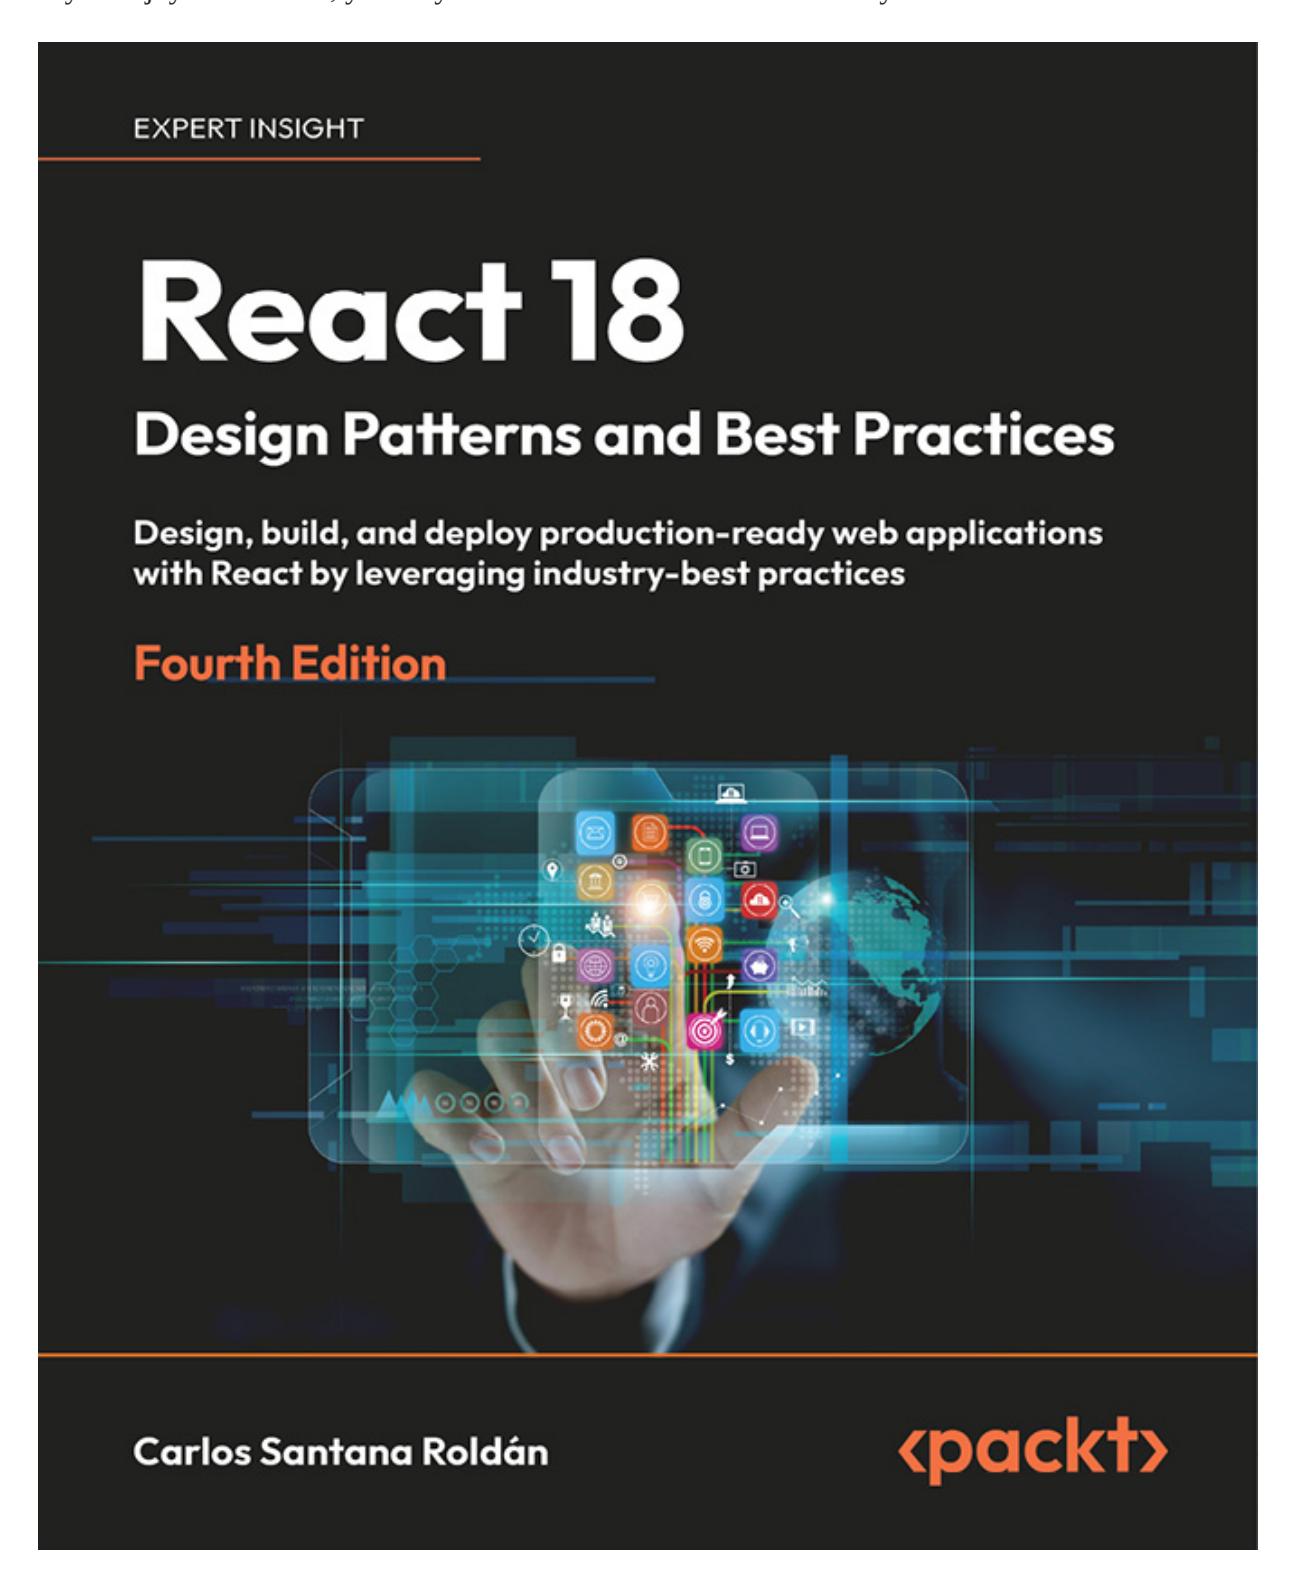 EXPERT INSIGHT
React 18
Design Patterns and Best Practices
Design, build, and deploy production-ready web applications
with React by leveraging industry-best practices
Fourth Edition
Carlos Santana Roldán
<packt>